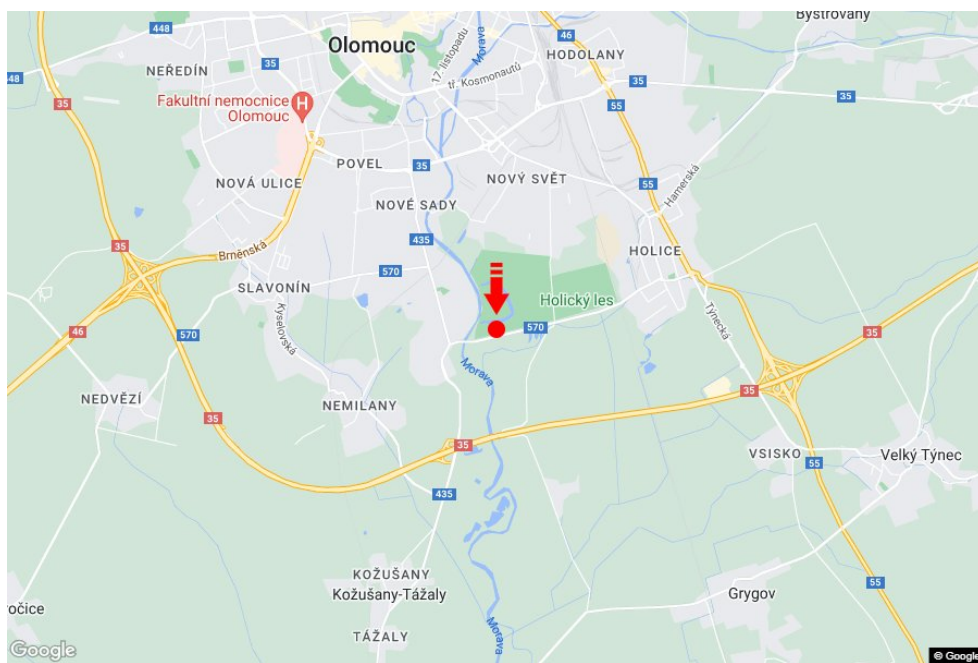 Bystrovany
448
46
Olomouc
17. listopadu
Morava
HODOLANY
35
NEŘEDÍN
tř. Kosmonautů
448
35
Fakultní nemocnice
Olomouc
H
35
55
POVEL
35
NOVÁ ULICE
NOVÝ SVĚT
55
Hamerská
NOVÉ SADY
35
Brněnská
435
HOLICE
570
SLAVONÍN
Holický les
Kyselovská
570
Týnecká
46
570
35
Morava
35
NEDVĚZÍ
NEMILANY
35
35
VSISKO
Velký Týnec
55
435
KOŽUŠANY
Kožušany-Tážaly
55
Grygov
ročice
TÁŽALY
Google
© Google